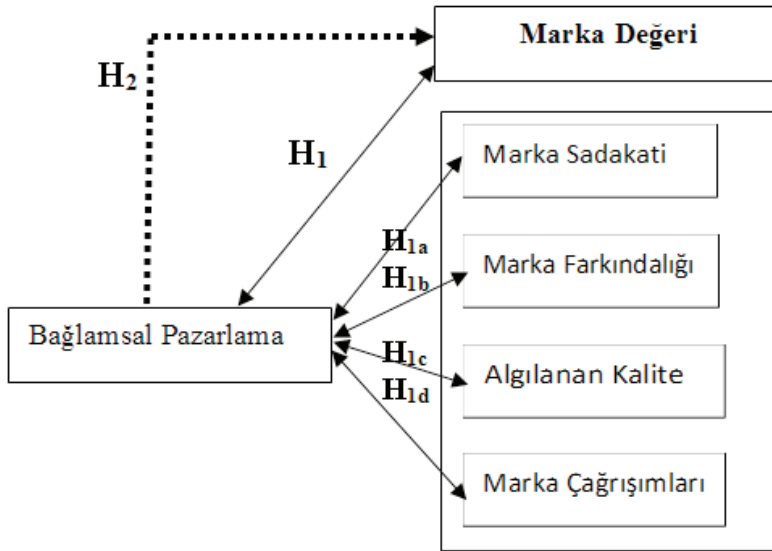 Marka Değeri
H2
H1
Marka Sadakati
H1a
Marka Farkındalığı
H1b
Bağlamsal Pazarlama
H1c
Algılanan Kalite
H1d
Marka Çağrışımları